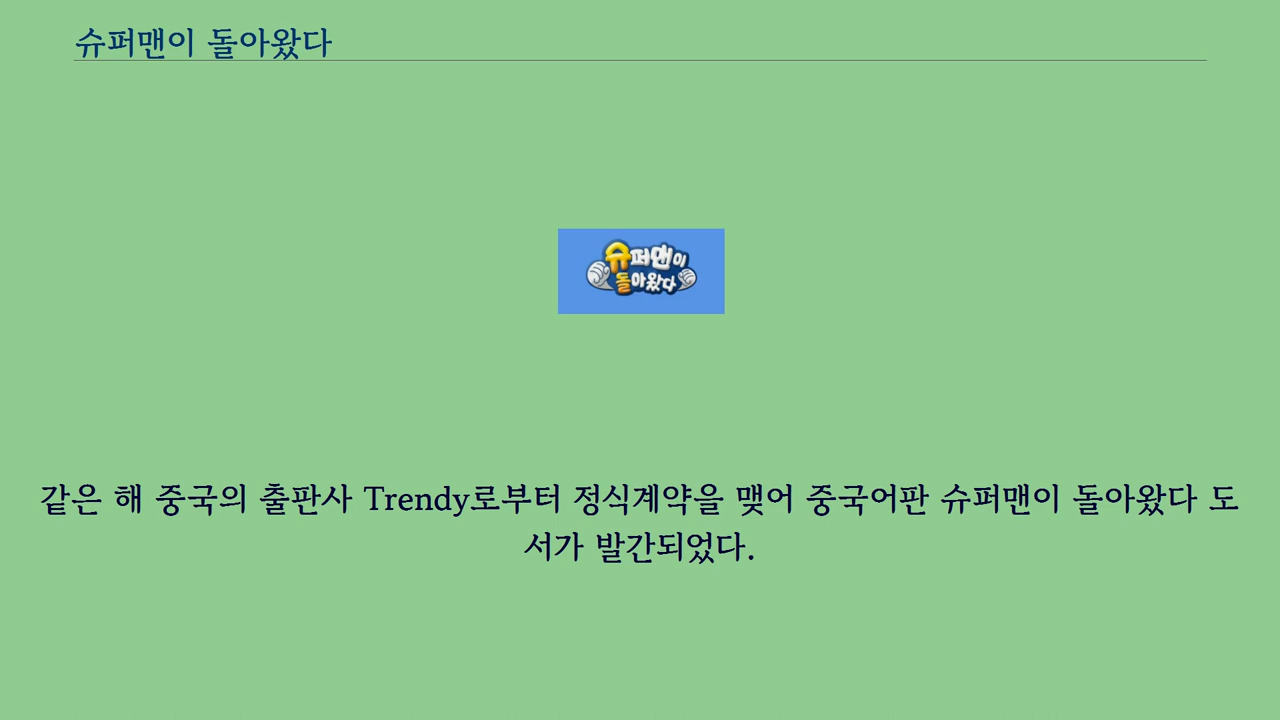 슈퍼맨이 돌아왔다
슈퍼맨이
돌아왔다
같은 해 중국의 출판사 Trendy로부터 정식계약을 맺어 중국어판 슈퍼맨이 돌아왔다 도
서가 발간되었다.